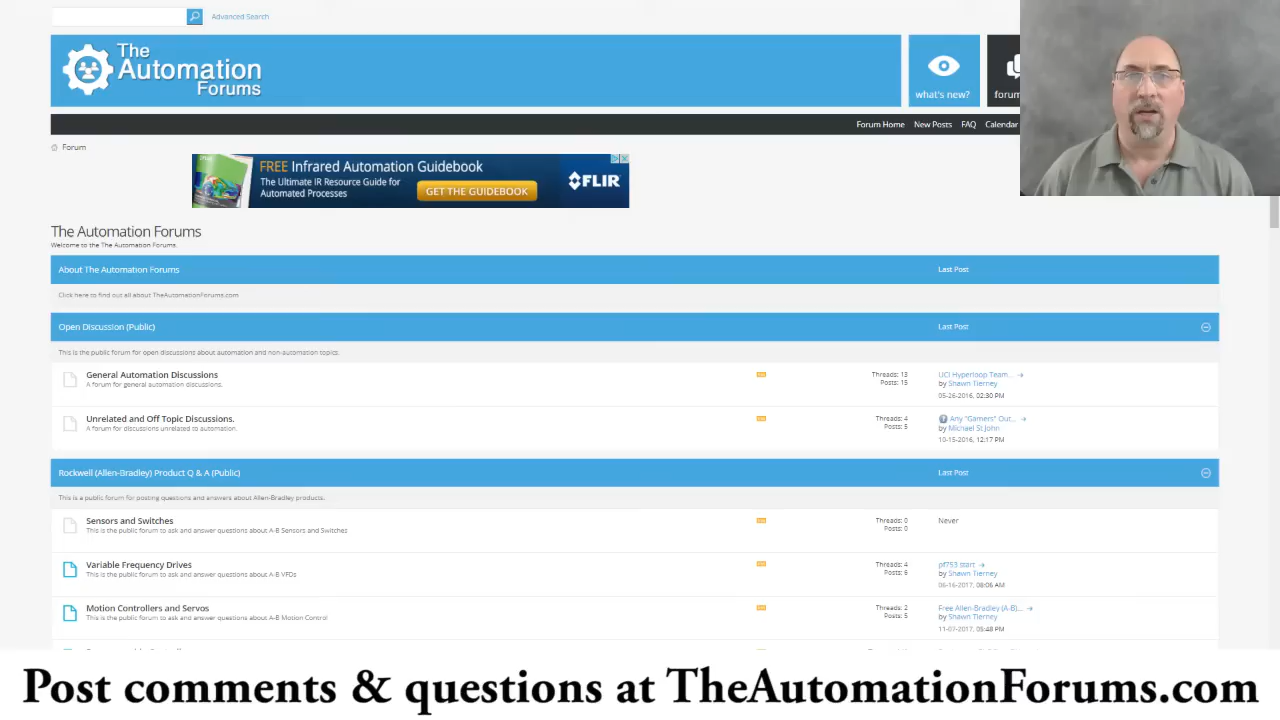 Advanced Search
The
Automation
Forums
what's new?
forum
Forum Home New Posts FAQ Calendar
Forum
FREE Infrared Automation Guidebook
The Ultimate IR Resource Guide for
Automated Processes
GET THE GUIDEBOOK
FLIR
The Automation Forums
Welcome to the The Automation Forums.
About The Automation Forums Last Post
Click here to find out all about TheAutomationForums.com
Open Discussion (Public) Last Post
This is the public forum for open discussions about automation and non-automation topics.
General Automation Discussions
A forum for general automation discussions.
Threads: 13
Posts: 15
UCI Hyperloop Team...
by Shawn Tierney
05-26-2016, 02:30 PM
Unrelated and Off Topic Discussions.
A forum for discussions unrelated to automation.
Threads: 4
Posts: 5
Any "Gamers" Out...
by Michael St John
10-15-2016, 12:17 PM
Rockwell (Allen-Bradley) Product Q & A (Public) Last Post
This is a public forum for posting questions and answers about Allen-Bradley products.
Sensors and Switches
This is the public forum to ask and answer questions about A-B Sensors and Switches
Threads: 0
Posts: 0
Never
Variable Frequency Drives
This is the public forum to ask and answer questions about A-B VFDs
Threads: 4
Posts: 6
pf753 start
by Shawn Tierney
06-16-2017, 08:06 AM
Motion Controllers and Servos
This is the public forum to ask and answer questions about A-B Motion Control
Threads: 2
Posts: 5
Free Allen-Bradley (A-B)...
by Shawn Tierney
11-07-2017, 05:48 PM
Post comments & questions at TheAutomationForums.com